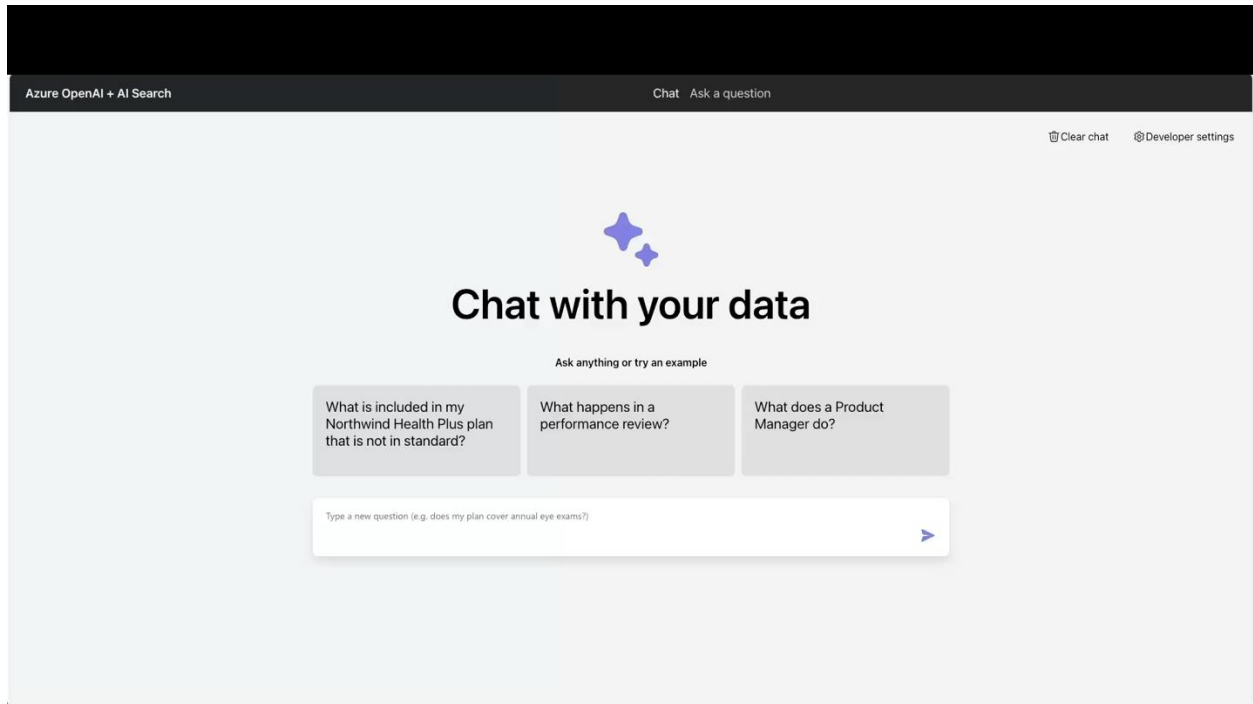 Azure OpenAI + AI Search
Chat Ask a question
Clear chat
Developer settings
Chat with your data
Ask anything or try an example
What is included in my
Northwind Health Plus plan
that is not in standard?
What happens in a
performance review?
What does a Product
Manager do?
Type a new question (e.g. does my plan cover annual eye exams?)